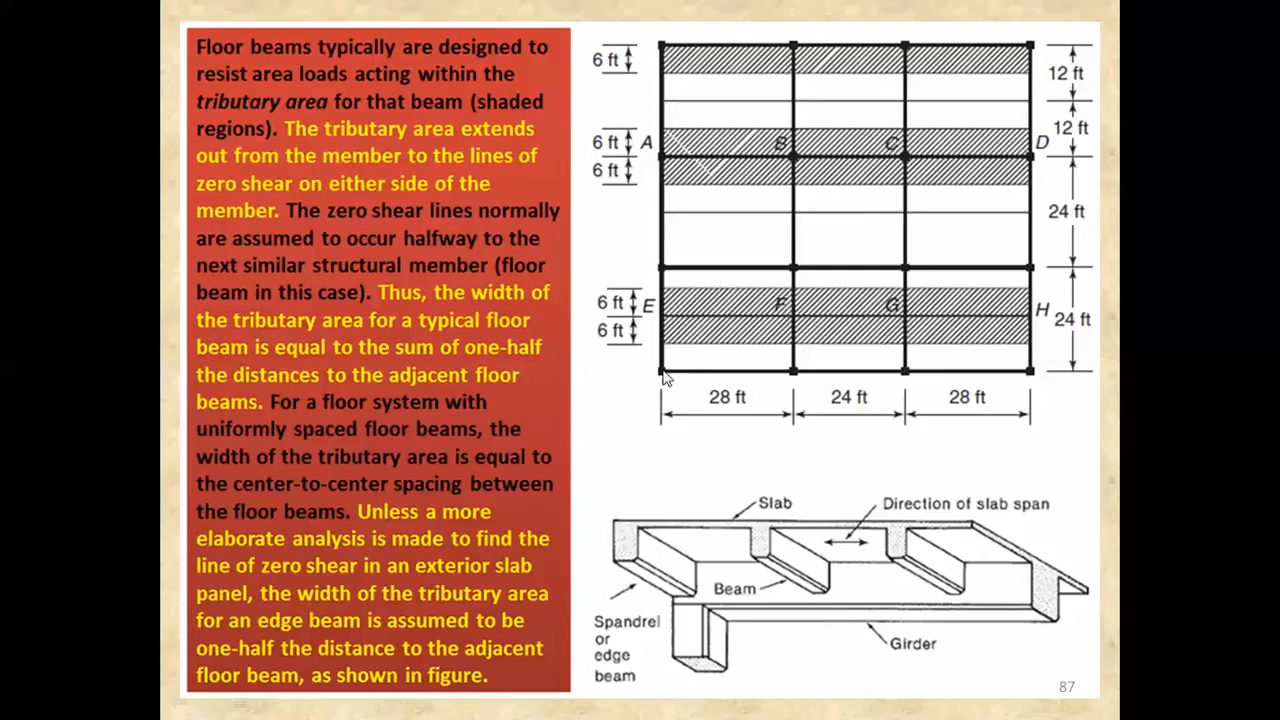 Floor beams typically are designed to
resist area loads acting within the
tributary area for that beam (shaded
regions). The tributary area extends
out from the member to the lines of
zero shear on either side of the
member. The zero shear lines normally
are assumed to occur halfway to the
next similar structural member (floor
beam in this case). Thus, the width of
the tributary area for a typical floor
beam is equal to the sum of one-half
the distances to the adjacent floor
beams. For a floor system with
uniformly spaced floor beams, the
width of the tributary area is equal to
the center-to-center spacing between
the floor beams. Unless a more
elaborate analysis is made to find the
line of zero shear in an exterior slab
panel, the width of the tributary area
for an edge beam is assumed to be
one-half the distance to the adjacent
floor beam, as shown in figure.
6 ft
12 ft
12 ft
6 ft A B C D
6 ft
24 ft
6 ft E F G H
24 ft
6 ft
28 ft 24 ft 28 ft
Slab
Direction of slab span
Beam
Spandrel
or
edge
beam
Girder
87